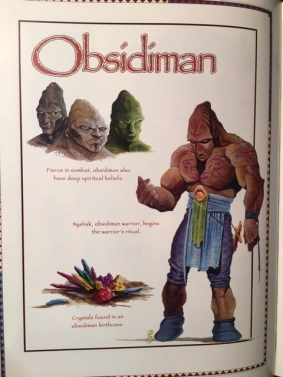 Obsidiman
Fierce in combat, obsidimen also
have deep spiritual beliefs.
Nyahak, obsidiman warrior, begins
the warrior's ritual.
Crystals found in an
obsidiman birthcave.